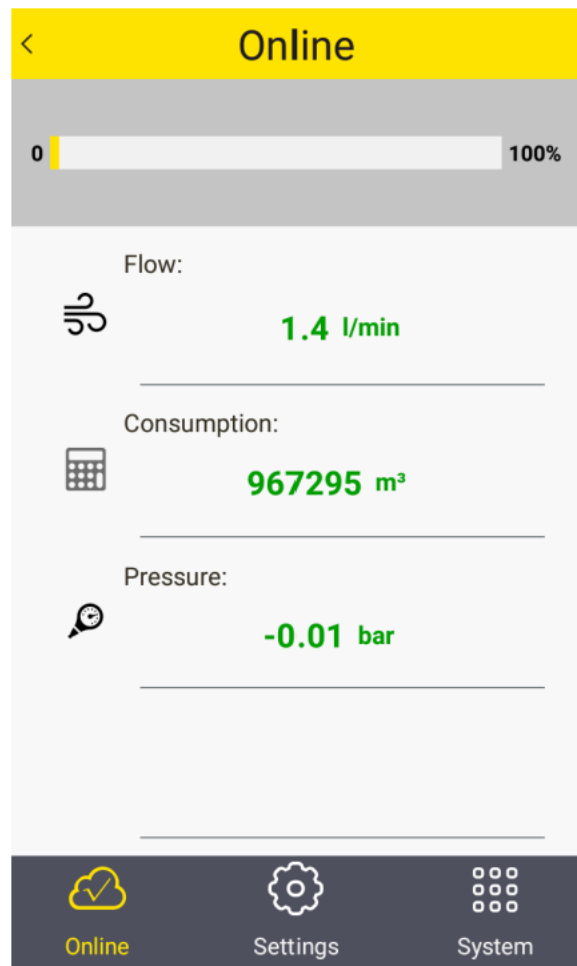 Online
0 100%
Flow:
1.4 l/min
Consumption:
967295 m³
Pressure:
-0.01 bar
Online Settings System